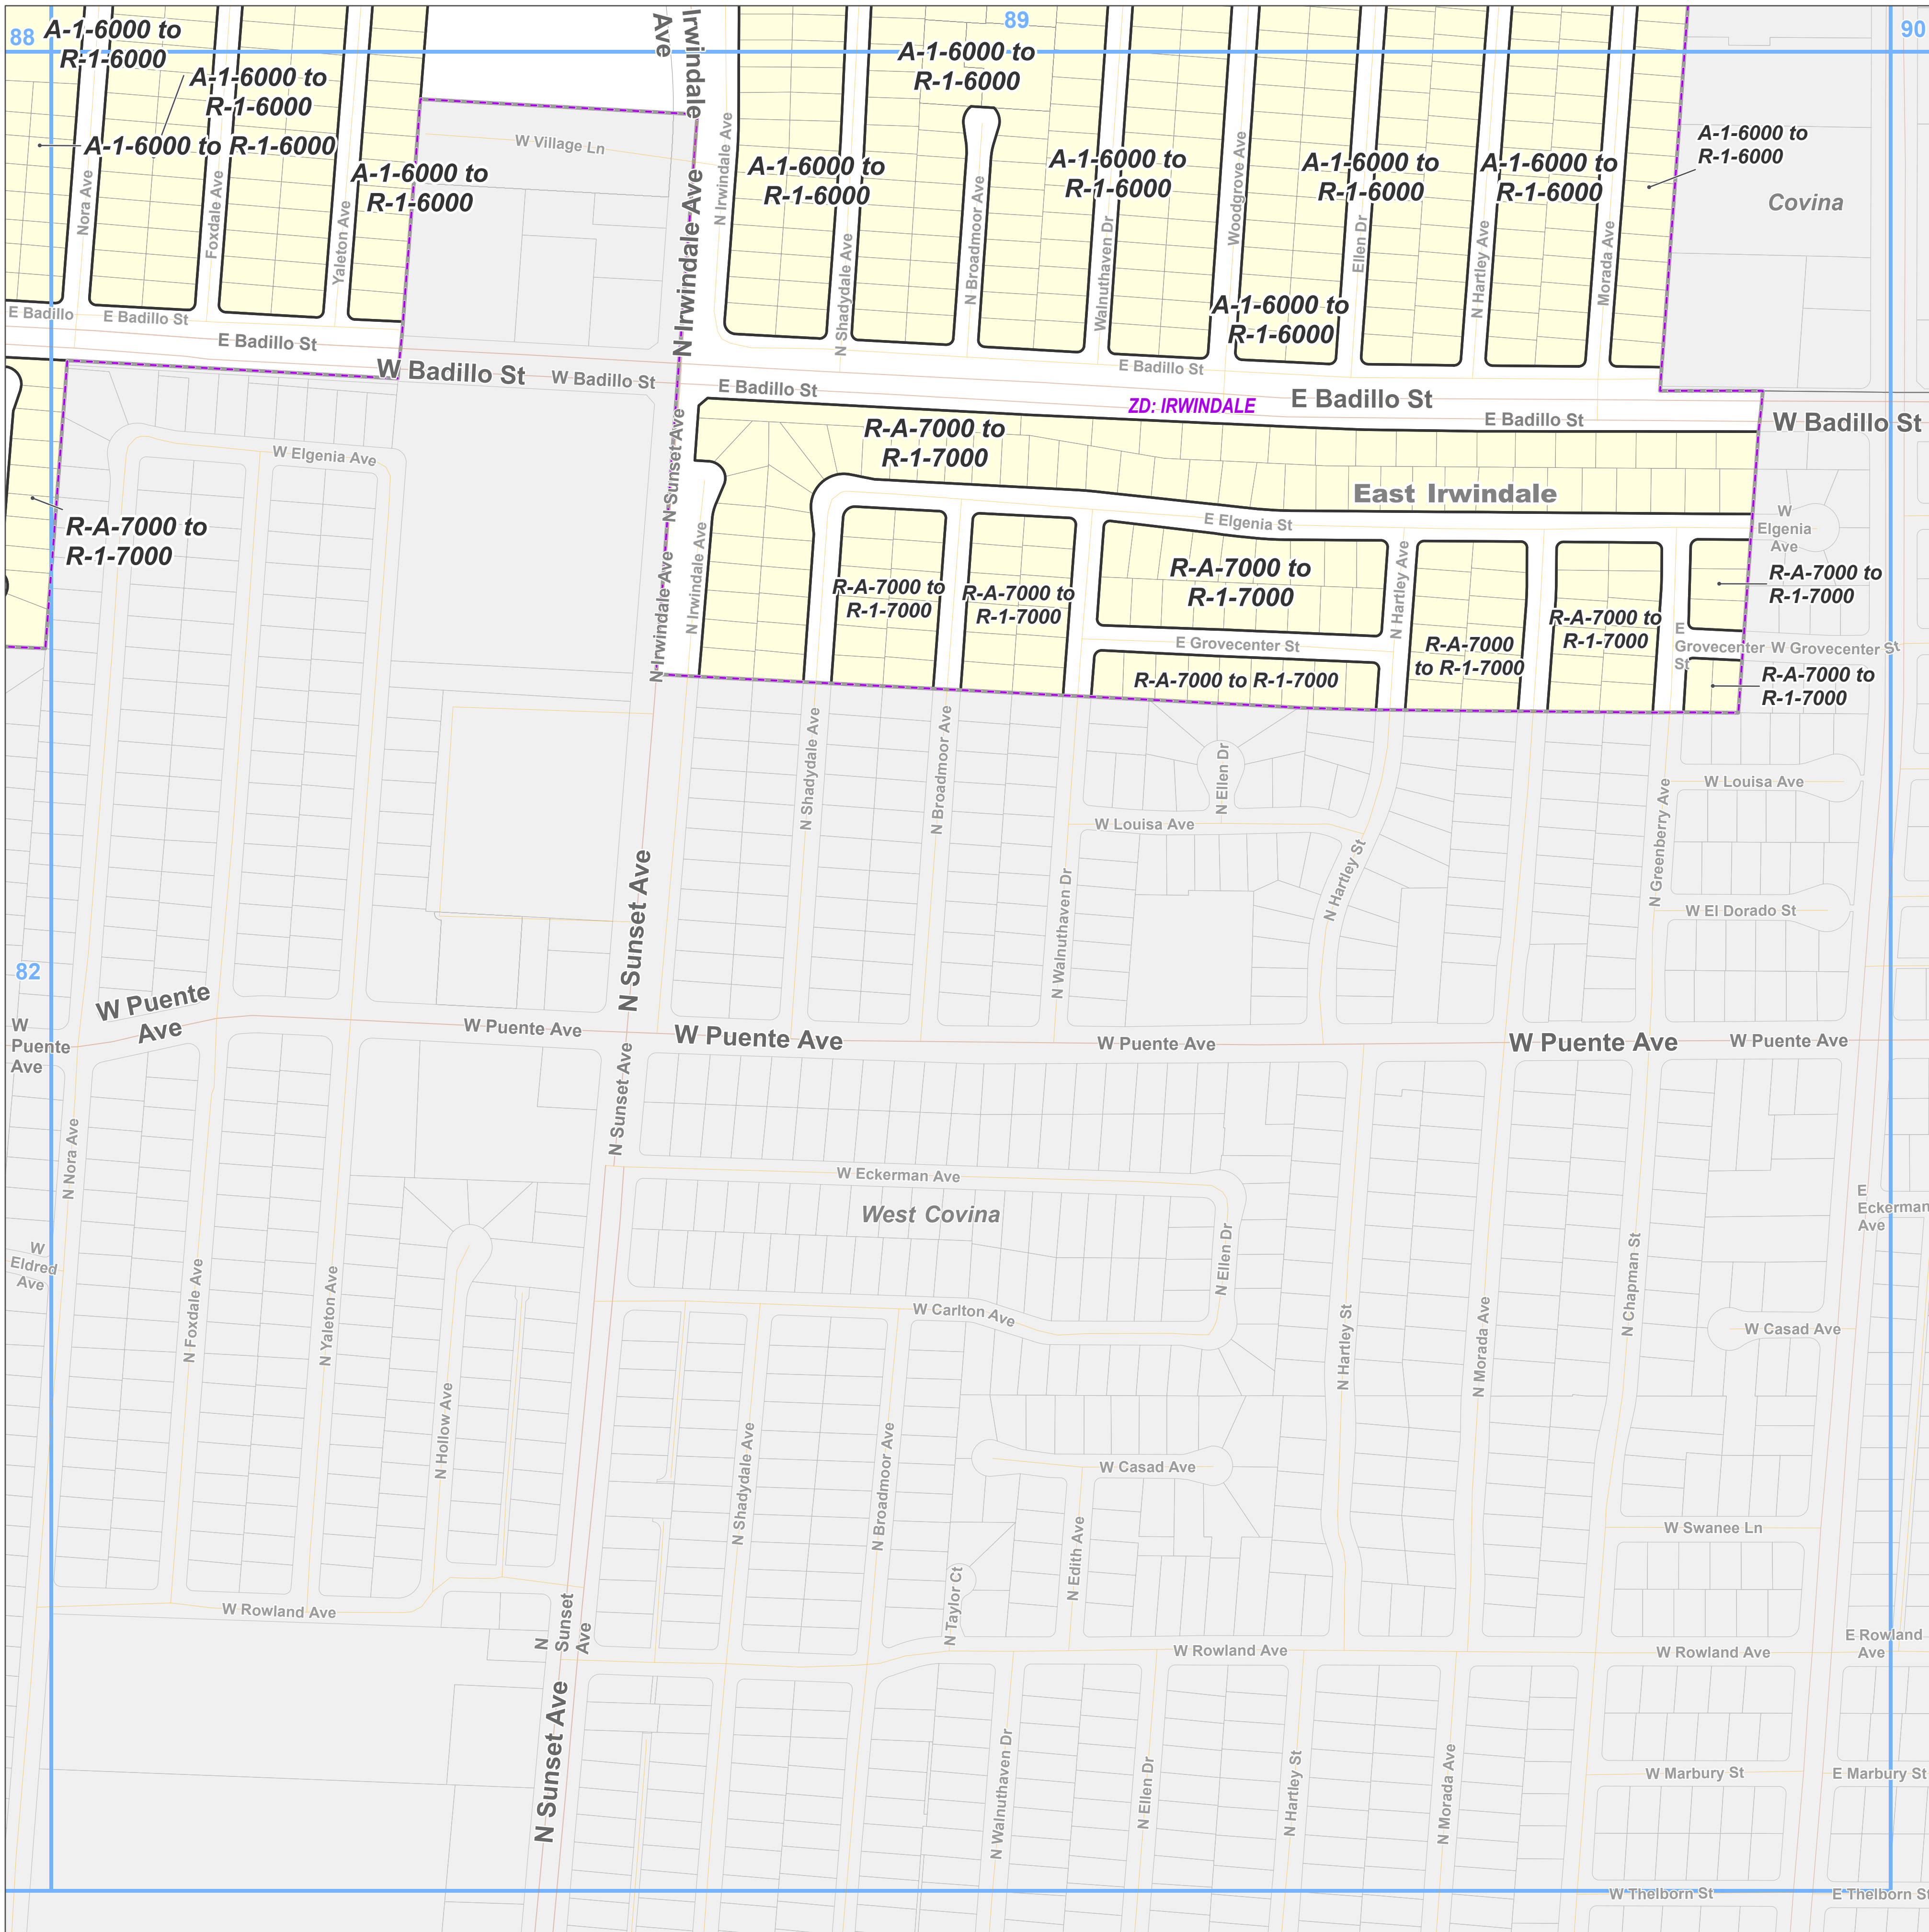 88
89
90
A-1-6000 to
R-1-6000
A-1-6000 to
R-1-6000
A-1-6000 to R-1-6000
A-1-6000 to
R-1-6000
Irwindale
Ave
A-1-6000 to
R-1-6000
A-1-6000 to
R-1-6000
A-1-6000 to
R-1-6000
A-1-6000 to
R-1-6000
A-1-6000 to
R-1-6000
A-1-6000 to
R-1-6000
A-1-6000 to
R-1-6000
Covina
W Village Ln
Nora Ave
Foxdale Ave
Yaleton Ave
N Irwindale Ave
N Irwindale Ave
N Shadydale Ave
N Broadmoor Ave
Walnuthaven Dr
Woodgrove Ave
Ellen Dr
N Hartley Ave
Morada Ave
E Badillo
E Badillo St
E Badillo St
W Badillo St
W Badillo St
E Badillo St
E Badillo St
ZD: IRWINDALE
E Badillo St
E Badillo St
W Badillo St
R-A-7000 to
R-1-7000
East Irwindale
W Elgenia Ave
N Sunset Ave
N Irwindale Ave
N Irwindale Ave
E Elgenia St
W
Elgenia
Ave
R-A-7000 to
R-1-7000
R-A-7000 to
R-1-7000
R-A-7000 to
R-1-7000
R-A-7000 to
R-1-7000
N Hartley Ave
R-A-7000
to R-1-7000
R-A-7000 to
R-1-7000
R-A-7000 to
R-1-7000
E Grovecenter St
E
Grovecenter
St
W Grovecenter St
R-A-7000 to R-1-7000
R-A-7000 to
R-1-7000
N Shadydale Ave
N Broadmoor Ave
N Ellen Dr
W Louisa Ave
W Louisa Ave
N Hartley St
N Walnuthaven Dr
N Greenberry Ave
W El Dorado St
N Sunset Ave
82
W Puente
Ave
W
Puente
Ave
W Puente Ave
W Puente Ave
W Puente Ave
W Puente Ave
W Puente Ave
N Sunset Ave
N Nora Ave
W Eckerman Ave
West Covina
E
Eckerman
Ave
W
Eldred
Ave
N Foxdale Ave
N Yaleton Ave
N Hollow Ave
N Ellen Dr
W Carlton Ave
N Hartley St
N Morada Ave
N Chapman St
W Casad Ave
N Shadydale Ave
N Broadmoor Ave
W Casad Ave
N Edith Ave
N Taylor Ct
W Swanee Ln
W Rowland Ave
N
Sunset
Ave
W Rowland Ave
W Rowland Ave
E Rowland
Ave
N Sunset Ave
N Walnuthaven Dr
N Ellen Dr
N Hartley St
N Morada Ave
W Marbury St
E Marbury St
W Thelborn St
E Thelborn St